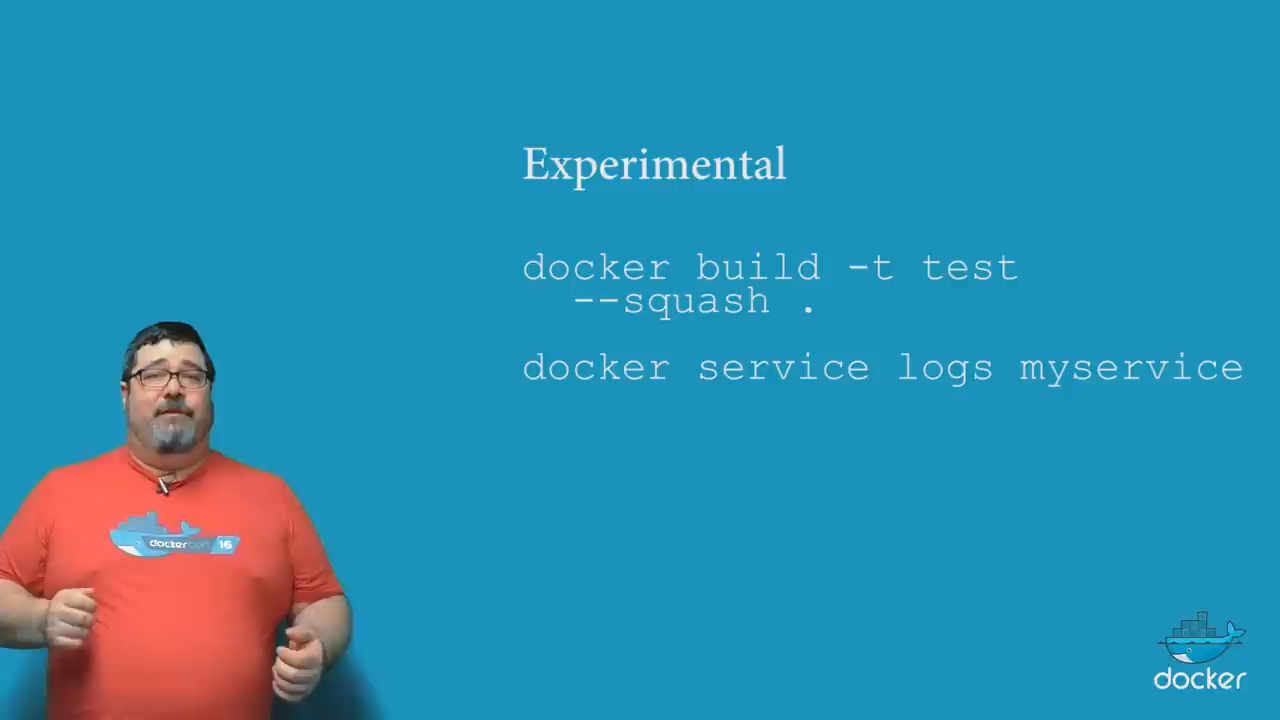 Experimental
docker build -t test
--squash .
docker service logs myservice
dockercon 16
docker